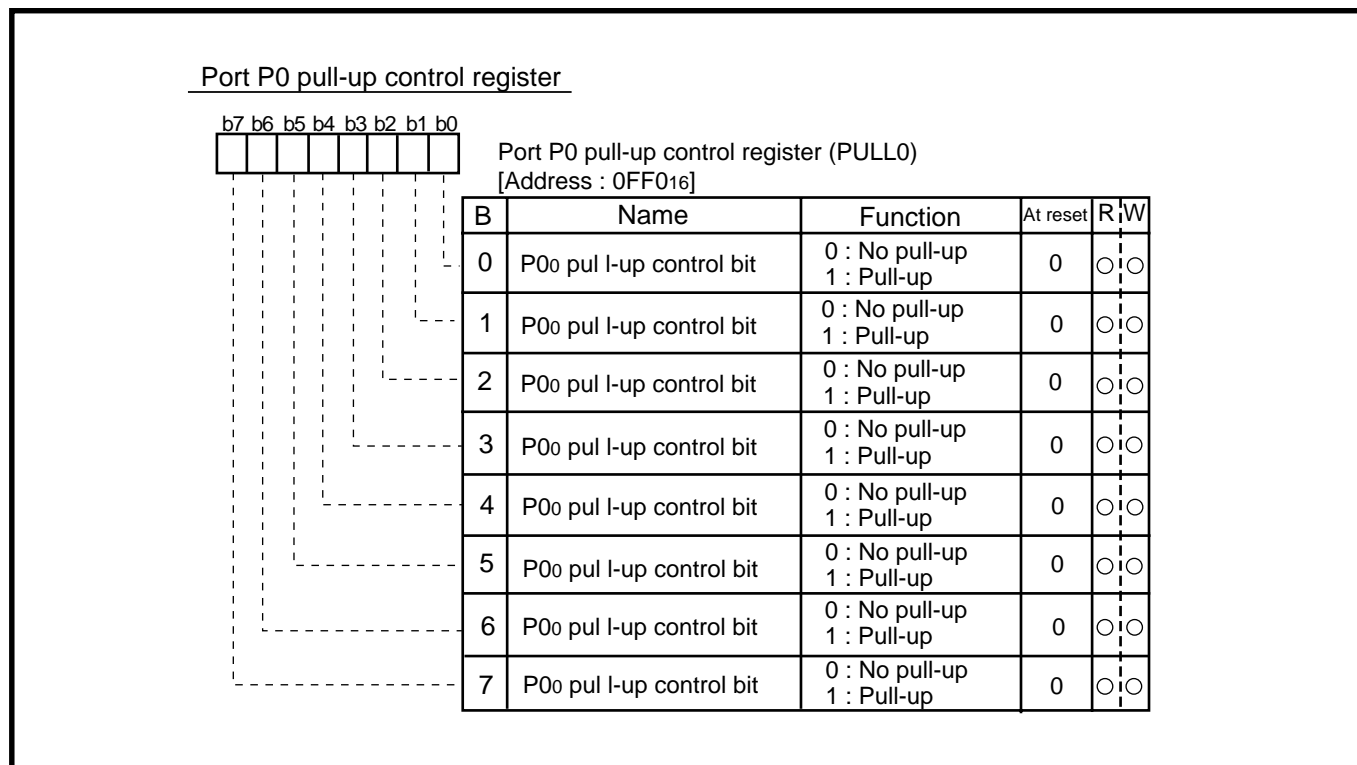 Port P0 pull-up control register
b7 b6 b5 b4 b3 b2 b1 b0
Port P0 pull-up control register (PULL0)
[Address : 0FF016]
B Name Function At reset R W
0 P00 pul l-up control bit 0 : No pull-up 0
1 : Pull-up
1 P00 pul l-up control bit 0 : No pull-up 0
1 : Pull-up
2 P00 pul l-up control bit 0 : No pull-up 0
1 : Pull-up
3 P00 pul l-up control bit 0 : No pull-up 0
1 : Pull-up
4 P00 pul l-up control bit 0 : No pull-up 0
1 : Pull-up
5 P00 pul l-up control bit 0 : No pull-up 0
1 : Pull-up
6 P00 pul l-up control bit 0 : No pull-up 0
1 : Pull-up
7 P00 pul l-up control bit 0 : No pull-up 0
1 : Pull-up